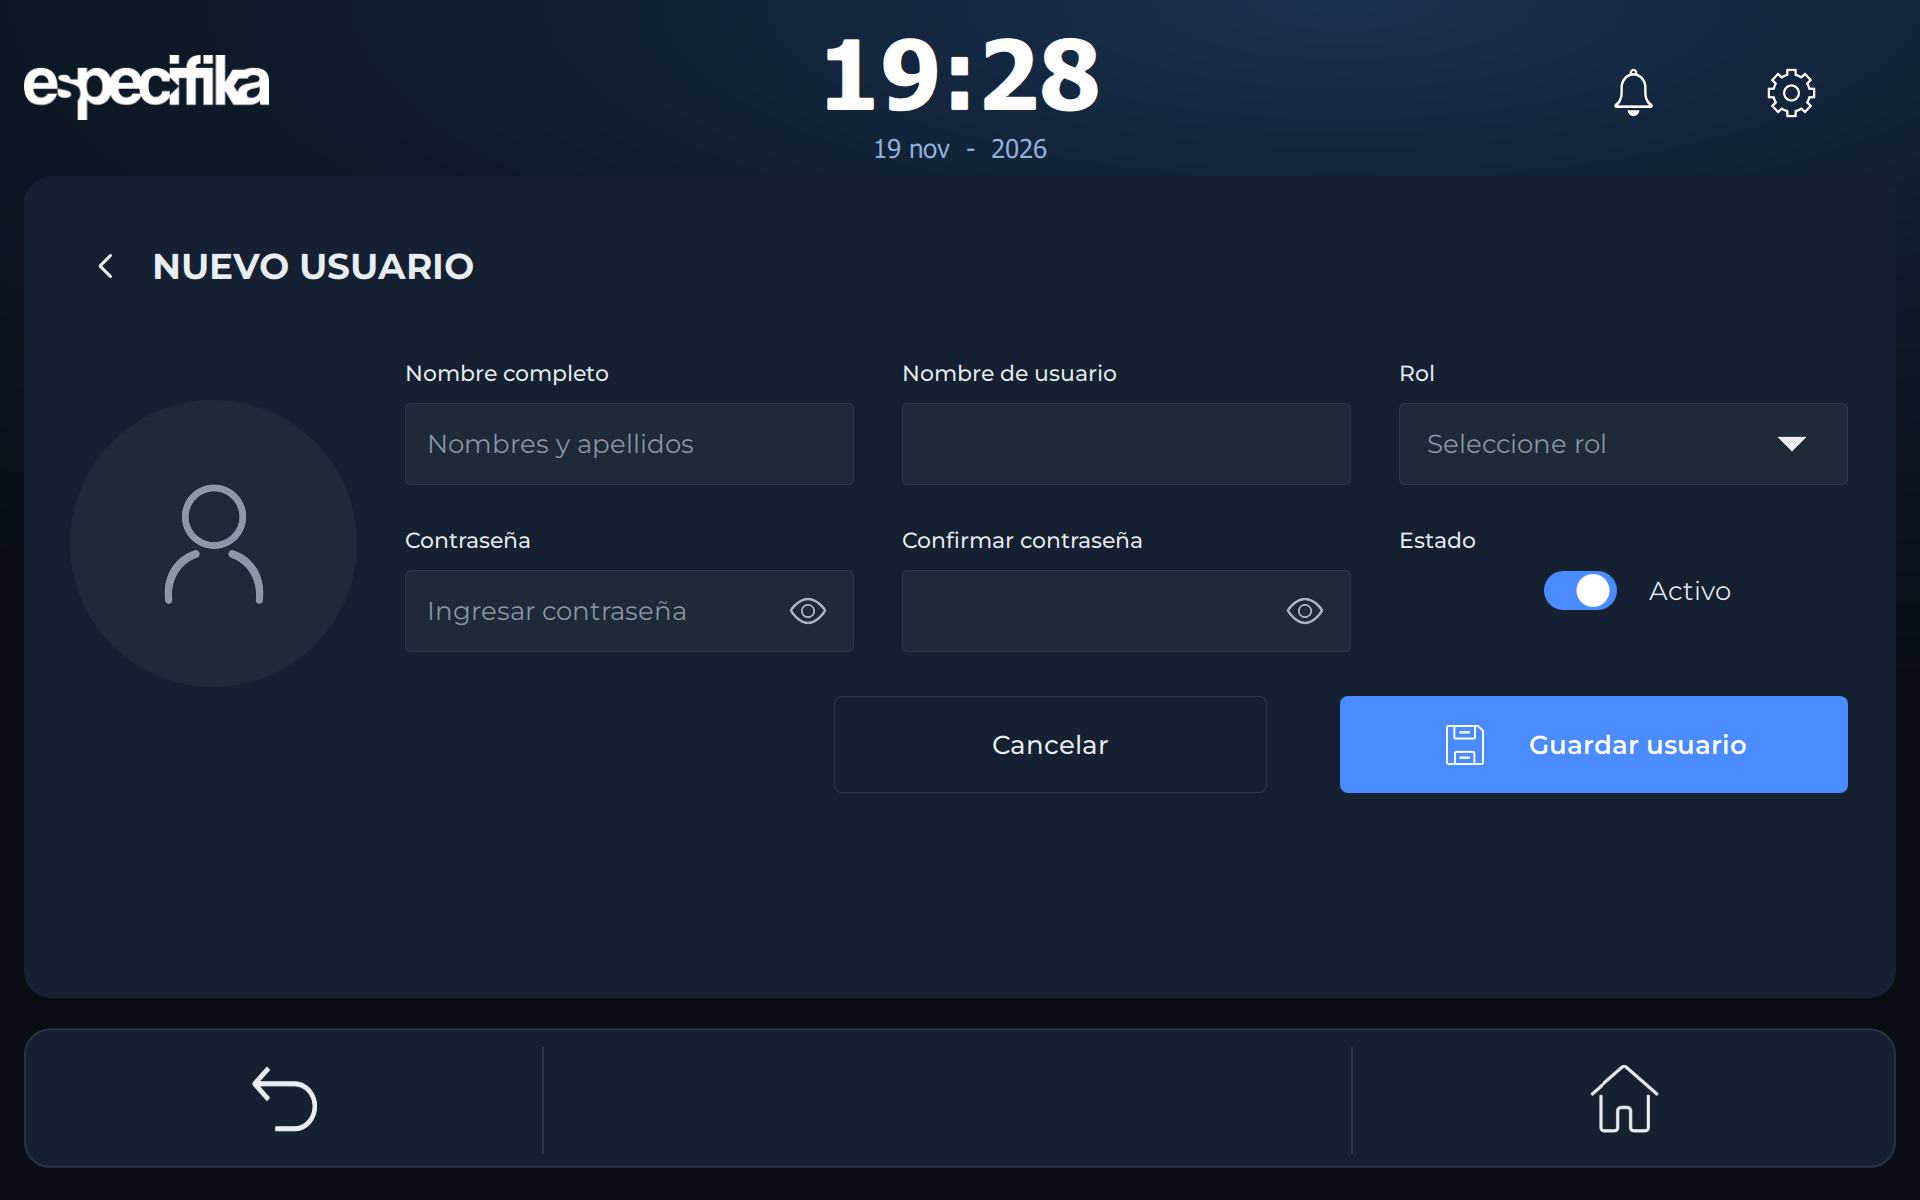 especifika
19:28
19 nov - 2026
NUEVO USUARIO
Nombre completo
Nombre de usuario
Rol
Nombres y apellidos
Seleccione rol
Contraseña
Confirmar contraseña
Estado
Ingresar contraseña
Activo
Cancelar
Guardar usuario